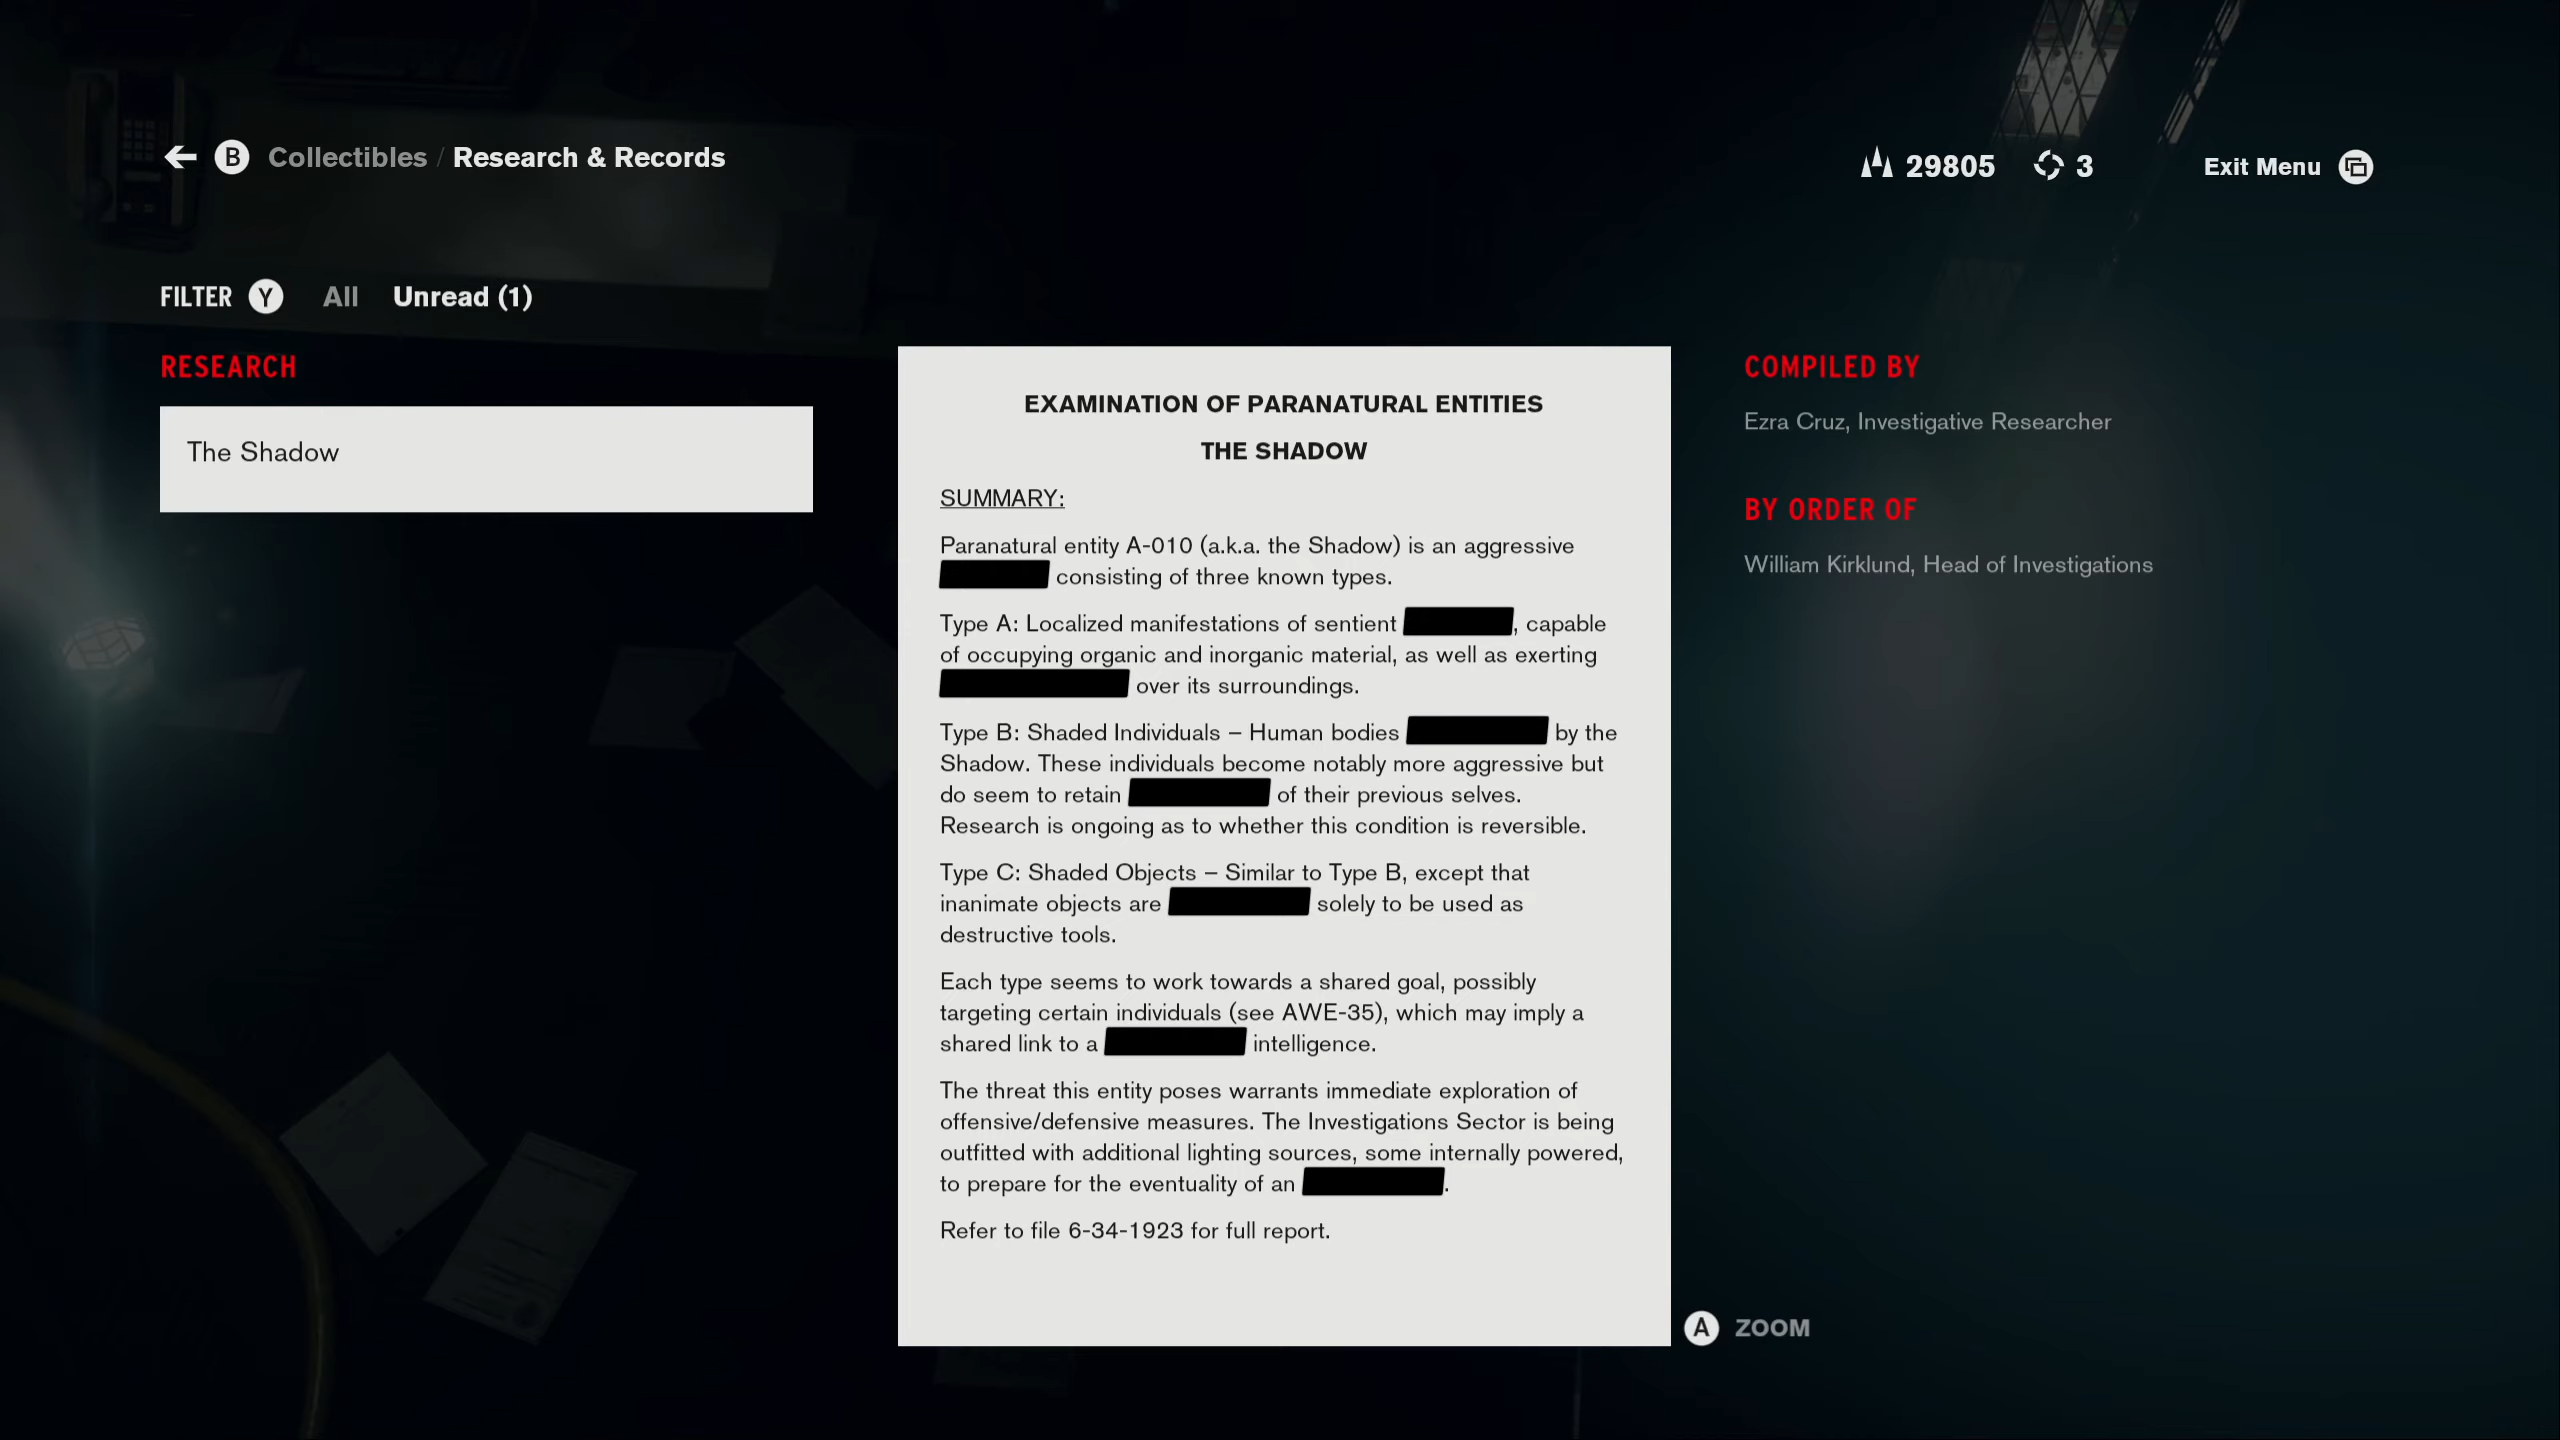 B Collectibles / Research & Records
29805 3 Exit Menu
FILTER Y All Unread (1)
RESEARCH
The Shadow
EXAMINATION OF PARANATURAL ENTITIES
THE SHADOW
SUMMARY:
Paranatural entity A-010 (a.k.a. the Shadow) is an aggressive
consisting of three known types.
Type A: Localized manifestations of sentient , capable
of occupying organic and inorganic material, as well as exerting
over its surroundings.
Type B: Shaded Individuals – Human bodies by the
Shadow. These individuals become notably more aggressive but
do seem to retain of their previous selves.
Research is ongoing as to whether this condition is reversible.
Type C: Shaded Objects – Similar to Type B, except that
inanimate objects are solely to be used as
destructive tools.
Each type seems to work towards a shared goal, possibly
targeting certain individuals (see AWE-35), which may imply a
shared link to a intelligence.
The threat this entity poses warrants immediate exploration of
offensive/defensive measures. The Investigations Sector is being
outfitted with additional lighting sources, some internally powered,
to prepare for the eventuality of an .
Refer to file 6-34-1923 for full report.
COMPILED BY
Ezra Cruz, Investigative Researcher
BY ORDER OF
William Kirklund, Head of Investigations
A ZOOM